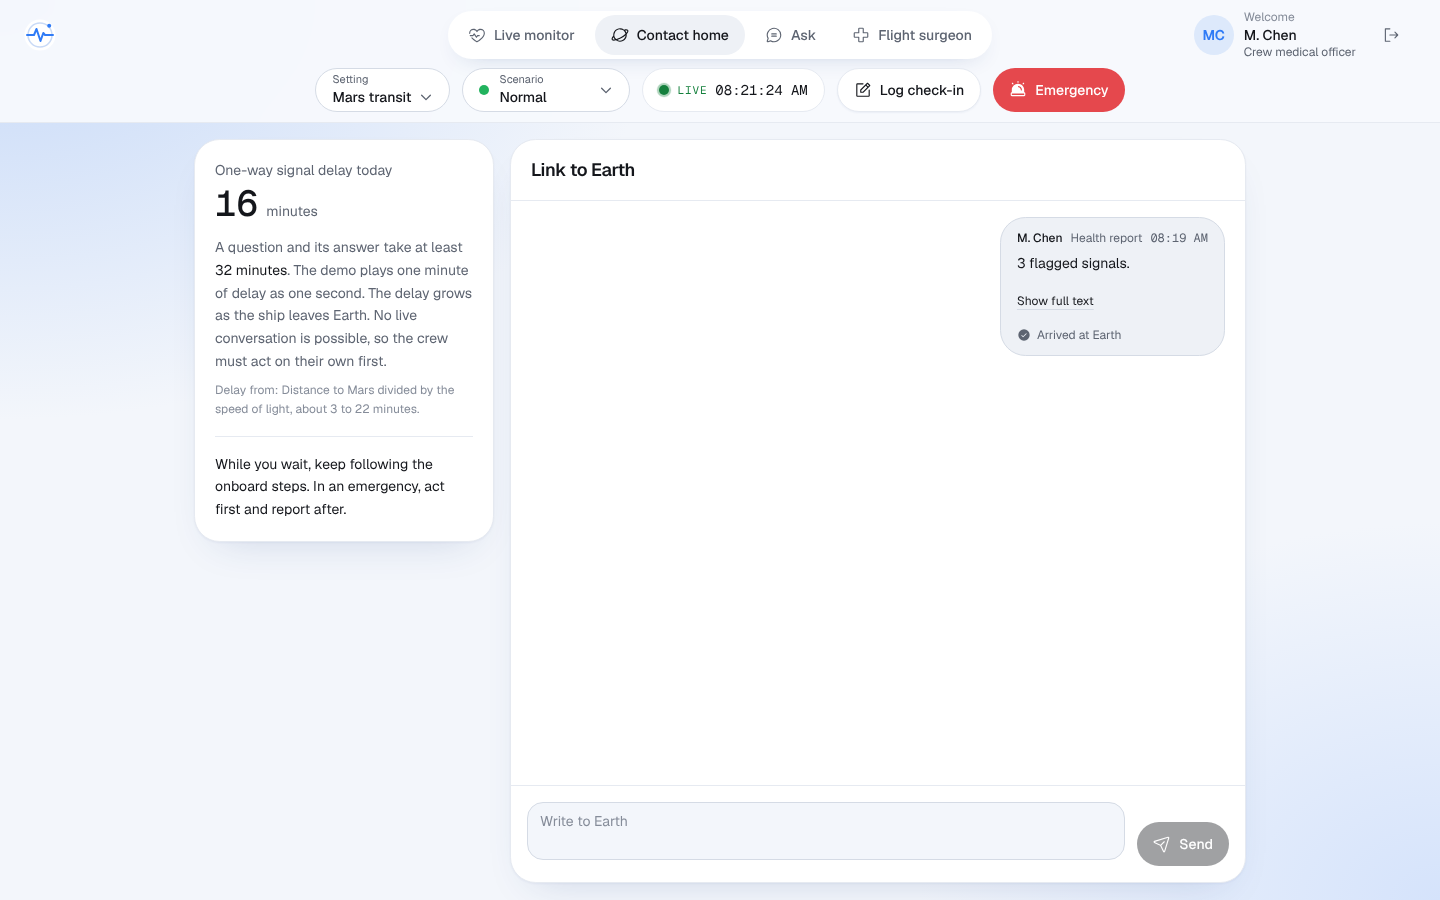 Live monitor
Contact home
Ask
Flight surgeon
MC
Welcome
M. Chen
Crew medical officer
Setting
Mars transit
Scenario
Normal
LIVE 08:21:24 AM
Log check-in
Emergency
One-way signal delay today
16 minutes
A question and its answer take at least
32 minutes. The demo plays one minute
of delay as one second. The delay grows
as the ship leaves Earth. No live
conversation is possible, so the crew
must act on their own first.
Delay from: Distance to Mars divided by the
speed of light, about 3 to 22 minutes.
While you wait, keep following the
onboard steps. In an emergency, act
first and report after.
Link to Earth
M. Chen Health report 08:19 AM
3 flagged signals.
Show full text
Arrived at Earth
Write to Earth
Send